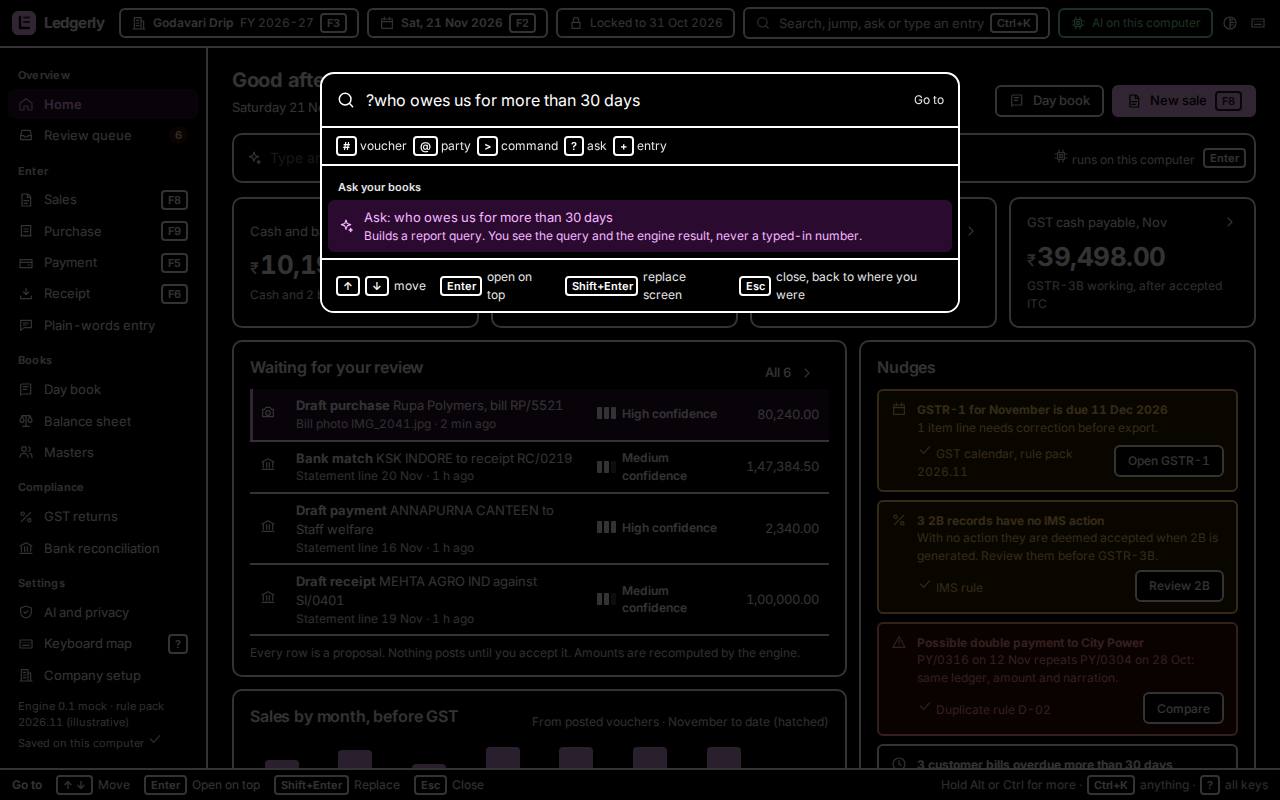 Ledgerly
Godavari Drip FY 2026-27 F3
Sat, 21 Nov 2026 F2
Locked to 31 Oct 2026
Search, jump, ask or type an entry Ctrl+K
AI on this computer
Overview
Home
Review queue 6
Enter
Sales F8
Purchase F9
Payment F5
Receipt F6
Plain-words entry
Books
Day book
Balance sheet
Masters
Compliance
GST returns
Bank reconciliation
Settings
AI and privacy
Keyboard map ?
Company setup
Engine 0.1 mock · rule pack
2026.11 (illustrative)
Saved on this computer
Good afte
Saturday 21 N
Day book
New sale F8
Type an
runs on this computer Enter
?who owes us for more than 30 days
Go to
# voucher @ party > command ? ask + entry
Ask your books
Ask: who owes us for more than 30 days
Builds a report query. You see the query and the engine result, never a typed-in number.
↑ ↓ move Enter open on top Shift+Enter replace screen Esc close, back to where you were
Cash and b
₹10,19
Cash and 2 b
GST cash payable, Nov
₹39,498.00
GSTR-3B working, after accepted
ITC
Waiting for your review
All 6
Draft purchase Rupa Polymers, bill RP/5521
Bill photo IMG_2041.jpg · 2 min ago
High confidence
80,240.00
Bank match KSK INDORE to receipt RC/0219
Statement line 20 Nov · 1 h ago
Medium
confidence
1,47,384.50
Draft payment ANNAPURNA CANTEEN to
Staff welfare
Statement line 16 Nov · 1 h ago
High confidence
2,340.00
Draft receipt MEHTA AGRO IND against
SI/0401
Statement line 19 Nov · 1 h ago
Medium
confidence
1,00,000.00
Every row is a proposal. Nothing posts until you accept it. Amounts are recomputed by the engine.
Sales by month, before GST
From posted vouchers · November to date (hatched)
Nudges
GSTR-1 for November is due 11 Dec 2026
1 item line needs correction before export.
GST calendar, rule pack
2026.11
Open GSTR-1
3 2B records have no IMS action
With no action they are deemed accepted when 2B is
generated. Review them before GSTR-3B.
IMS rule
Review 2B
Possible double payment to City Power
PY/0316 on 12 Nov repeats PY/0304 on 28 Oct:
same ledger, amount and narration.
Duplicate rule D-02
Compare
3 customer bills overdue more than 30 days
Go to ↑ ↓ Move Enter Open on top Shift+Enter Replace Esc Close
Hold Alt or Ctrl for more · Ctrl+K anything · ? all keys